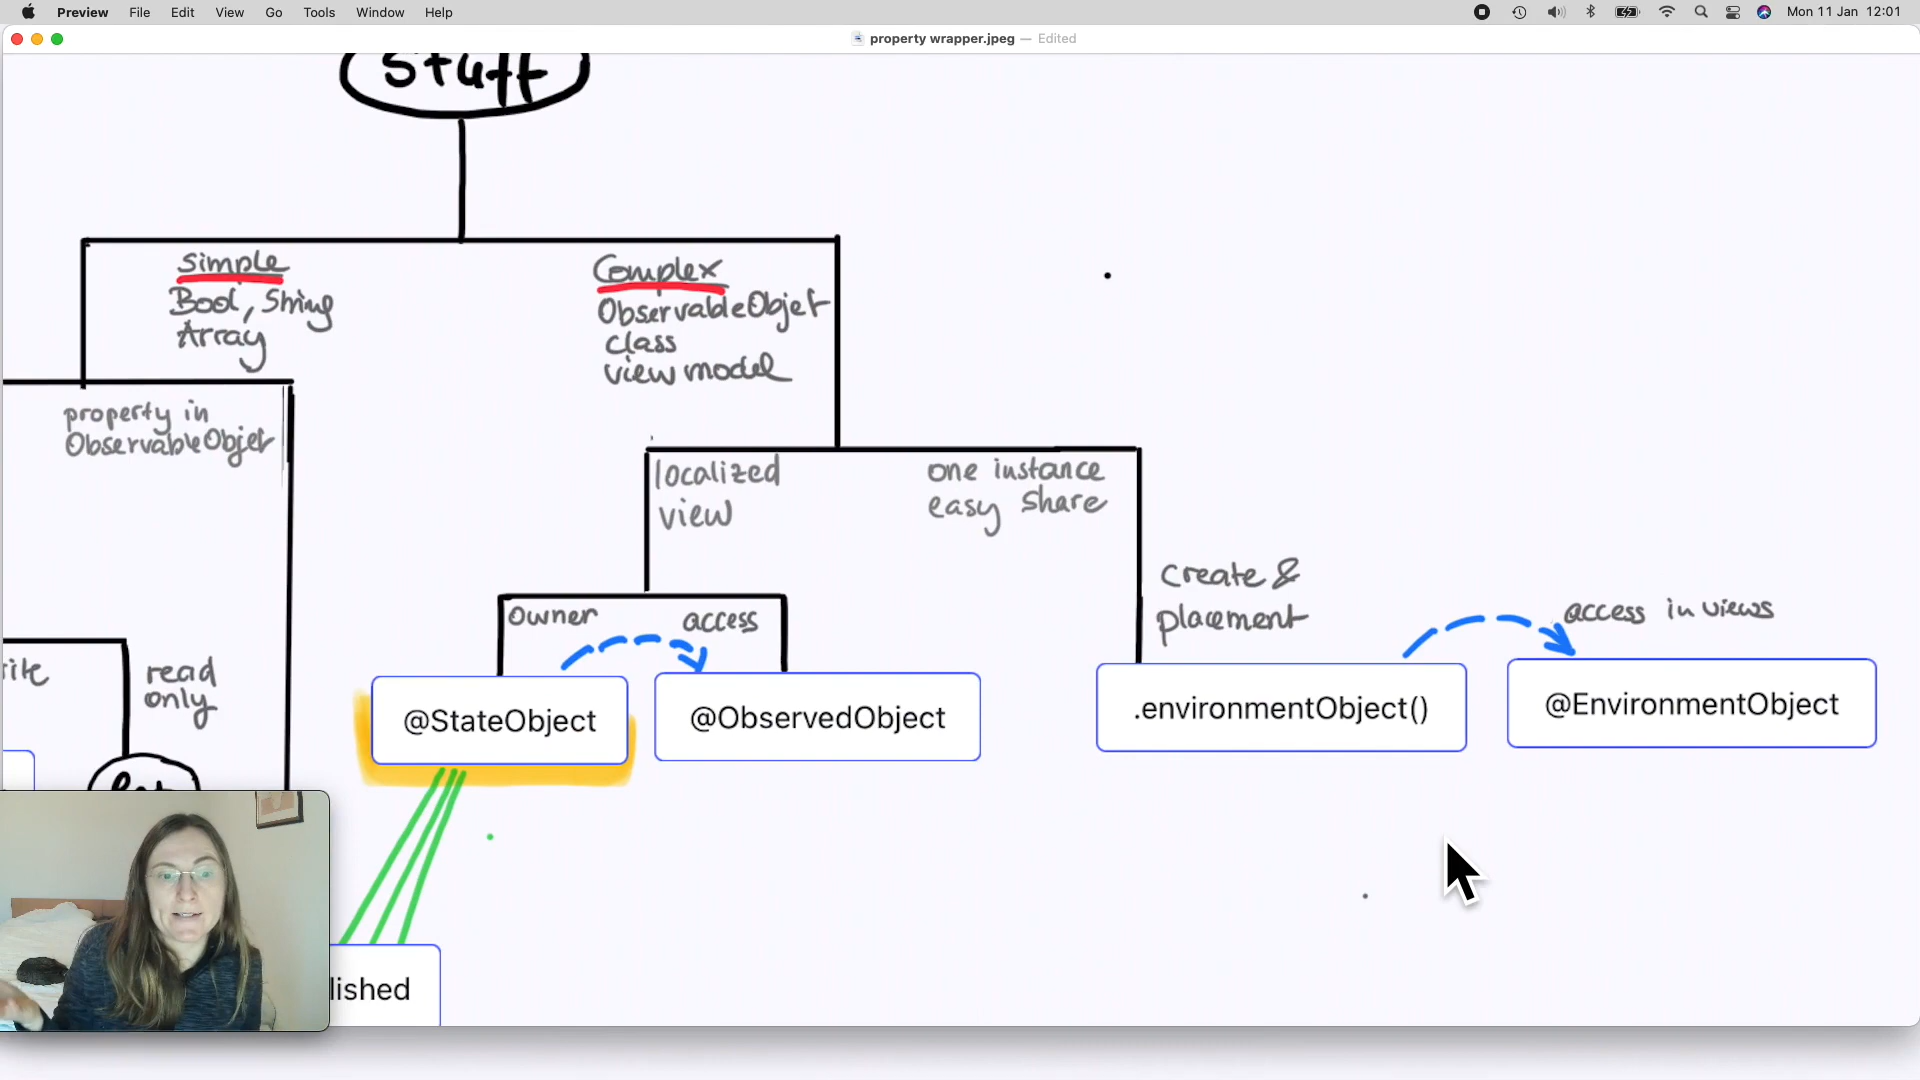 Preview File Edit View Go Tools Window Help
Mon 11 Jan 12:01
property wrapper.jpeg — Edited
Stuff
simple
Bool, String
Array
Complex
ObservableObjet
class
view model
property in
ObservableObjet
localized
view
one instance
easy share
owner
access
create &
placement
access in views
read
only
@StateObject
@ObservedObject
.environmentObject()
@EnvironmentObject
lished